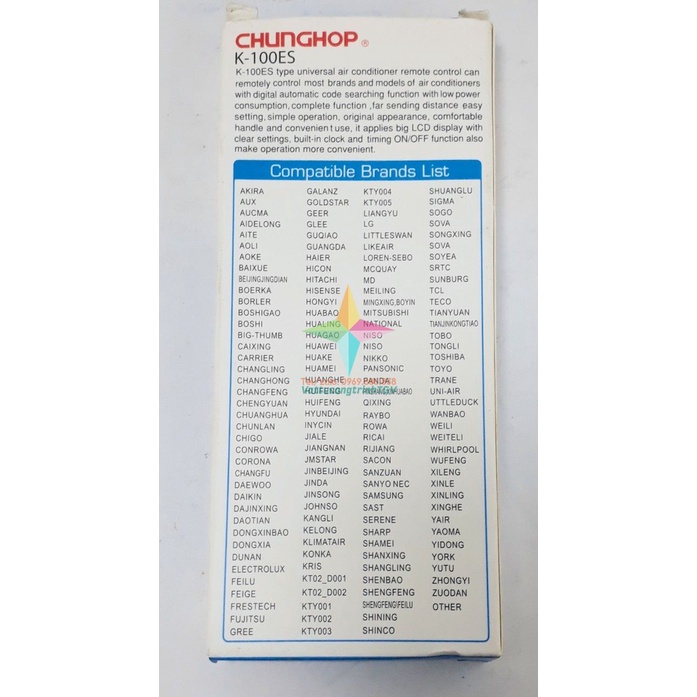 CHUNGHOP ®
K-100ES
K-100ES type universal air conditioner remote control can
remotely control most brands and models of air conditioners
with digital automatic code searching function with low power
consumption,complete function ,far sending distance easy
setting, simple operation, original appearance, comfortable
handle and convenien t use, it applies big LCD display with
clear settings, built-in clock and timing ON/OFF function also
make operation more convenient.
Compatible Brands List
AKIRA GALANZ KTY004 SHUANGLU
AUX GOLDSTAR KTY005 SIGMA
AUCMA GEER LIANGYU SOGO
AIDELONG GLEE LG SOVA
AITE GUQIAO LITTLESWAN SONGXING
AOLI GUANGDA LIKEAIR SOVA
AOKE HAIER LOREN-SEBO SOYEA
BAIXUE HICON MCQUAY SRTC
BEIJINGJINGDIAN HITACHI MD SUNBURG
BOERKA HISENSE MEILING TCL
BORLER HONGYI MINGXING,BOYIN TECO
BOSHIGAO HUABAO MITSUBISHI TIANYUAN
BOSHI HUALING NATIONAL TIANJINKONGTIAO
BIG-THUMB HUAGAO NISO TOBO
CAIXING HUAWEI NISO TONGLI
CARRIER HUAKE NIKKO TOSHIBA
CHANGLING HUAMEI PANSONIC TOYO
CHANGHONG HUANGHE PANDA TRANE
CHANGFENG HUIFENG UNI-AIR
CHENGYUAN HUIFENG QIXING UTTLEDUCK
CHUANGHUA HYUNDAI RAYBO WANBAO
CHUNLAN INYCIN ROWA WEILI
CHIGO JIALE RICAI WEITELI
CONROWA JIANGNAN RIJIANG WHIRLPOOL
CORONA JMSTAR SACON WUFENG
CHANGFU JINBEIJING SANZUAN XILENG
DAEWOO JINDA SANYO NEC XINLE
DAIKIN JINSONG SAMSUNG XINLING
DAJINXING JOHNSO SAST XINGHE
DAOTIAN KANGLI SERENE YAIR
DONGXINBAO KELONG SHARP YAOMA
DONGXIA KLIMATAIR SHAMEI YIDONG
DUNAN KONKA SHANXING YORK
ELECTROLUX KRIS SHANGLING YUTU
FEILU KT02_D001 SHENBAO ZHONGYI
FEIGE KT02_D002 SHENGFENG ZUODAN
FRESTECH KTY001 SHENGFENG\FEILU OTHER
FUJITSU KTY002 SHINING
GREE KTY003 SHINCO